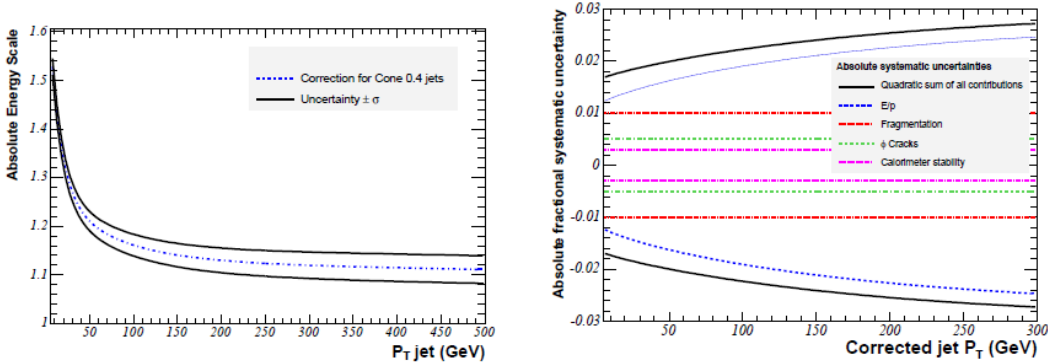 Absolute Energy Scale
1.6
1.5
1.4
1.3
1.2
1.1
1
Correction for Cone 0.4 jets
Uncertainty ± σ
50 100 150 200 250 300 350 400 450 500
P_T jet (GeV)
Absolute fractional systematic uncertainty
0.03
0.02
0.01
0
-0.01
-0.02
-0.03
Absolute systematic uncertainties
Quadratic sum of all contributions
E/p
Fragmentation
ϕ Cracks
Calorimeter stability
50 100 150 200 250 300
Corrected jet P_T (GeV)